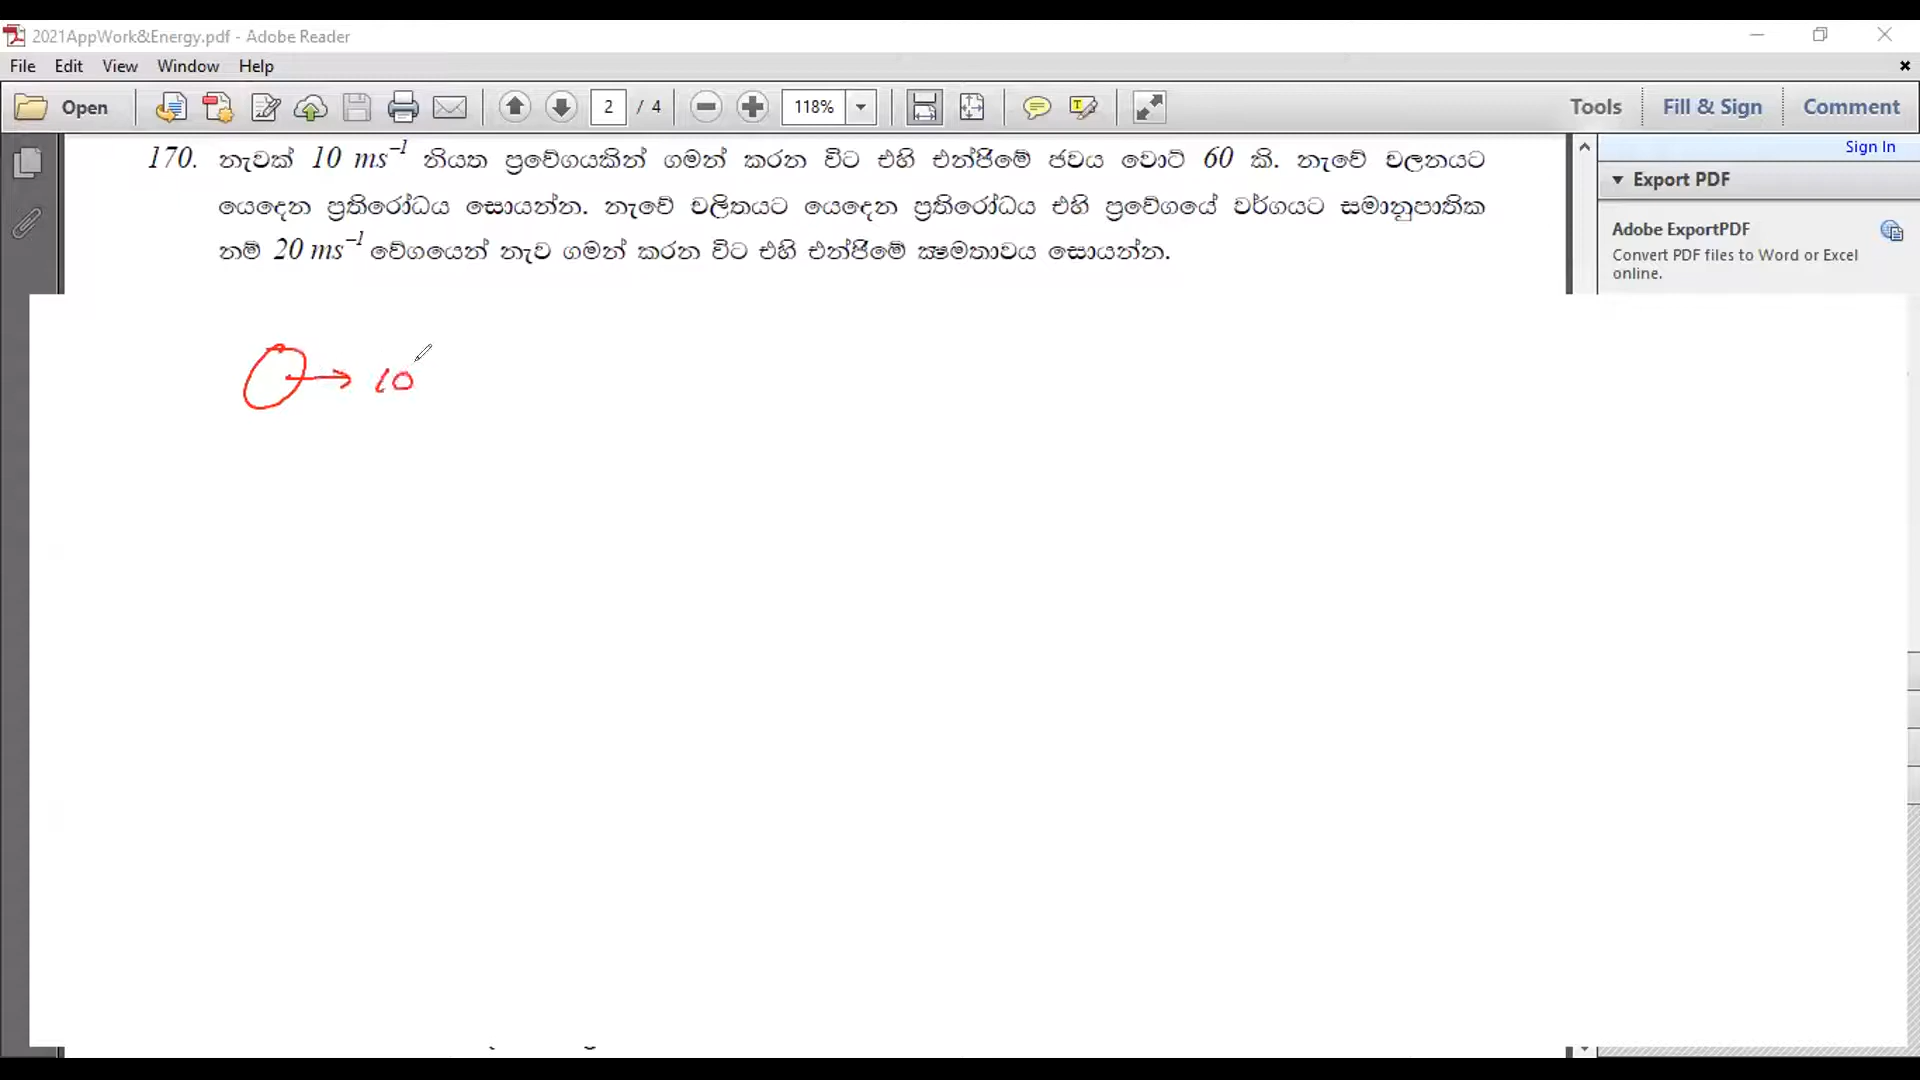 2021AppWork&Energy.pdf - Adobe Reader
File Edit View Window Help
Open 2 / 4 118% Tools Fill & Sign Comment
Sign In
Export PDF
Adobe ExportPDF
Convert PDF files to Word or Excel
online.
170. නැවක් 10 ms⁻¹ නියත ප්‍රවේගයකින් ගමන් කරන විට එහි එන්ජිමේ ජවය වොට් 60 කි. නැවේ චලනයට
යෙදෙන ප්‍රතිරෝධය සොයන්න. නැවේ චලිතයට යෙදෙන ප්‍රතිරෝධය එහි ප්‍රවේගයේ වර්ගයට සමානුපාතික
නම් 20 ms⁻¹ වේගයෙන් නැව ගමන් කරන විට එහි එන්ජිමේ ක්‍ෂමතාවය සොයන්න.
10